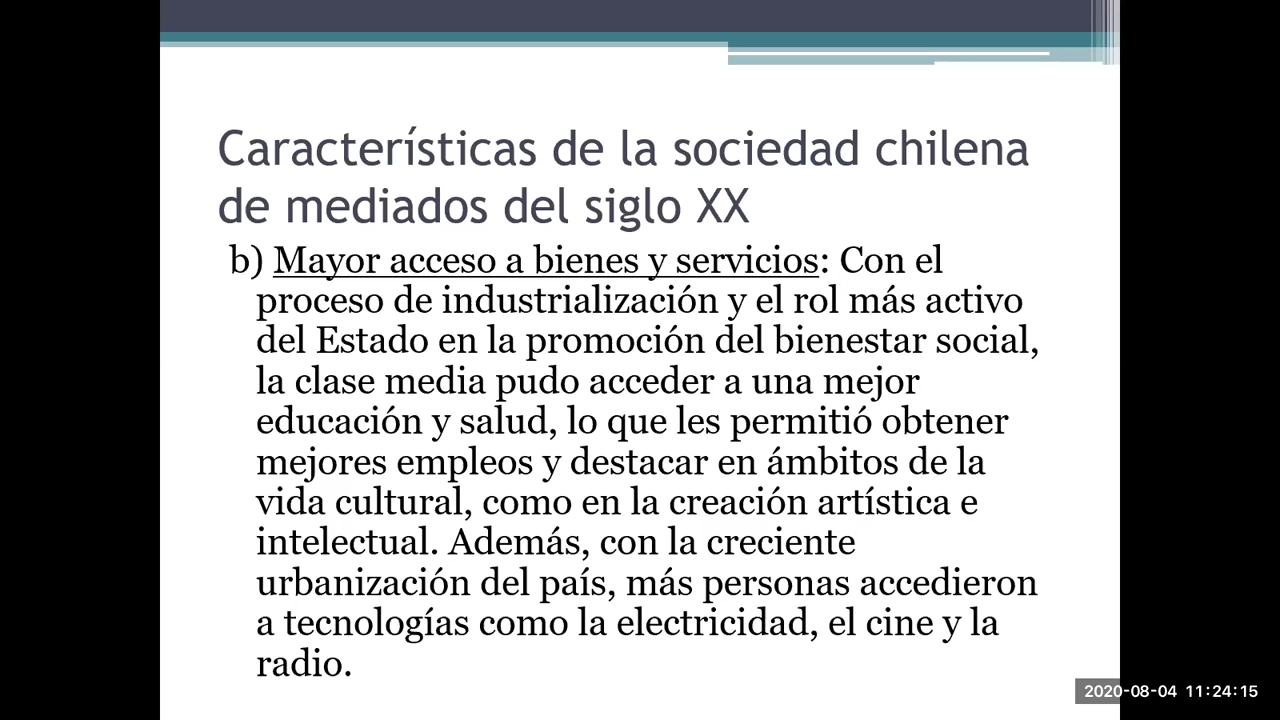 Características de la sociedad chilena
de mediados del siglo XX
b) Mayor acceso a bienes y servicios: Con el
proceso de industrialización y el rol más activo
del Estado en la promoción del bienestar social,
la clase media pudo acceder a una mejor
educación y salud, lo que les permitió obtener
mejores empleos y destacar en ámbitos de la
vida cultural, como en la creación artística e
intelectual. Además, con la creciente
urbanización del país, más personas accedieron
a tecnologías como la electricidad, el cine y la
radio.
2020-08-04 11:24:15